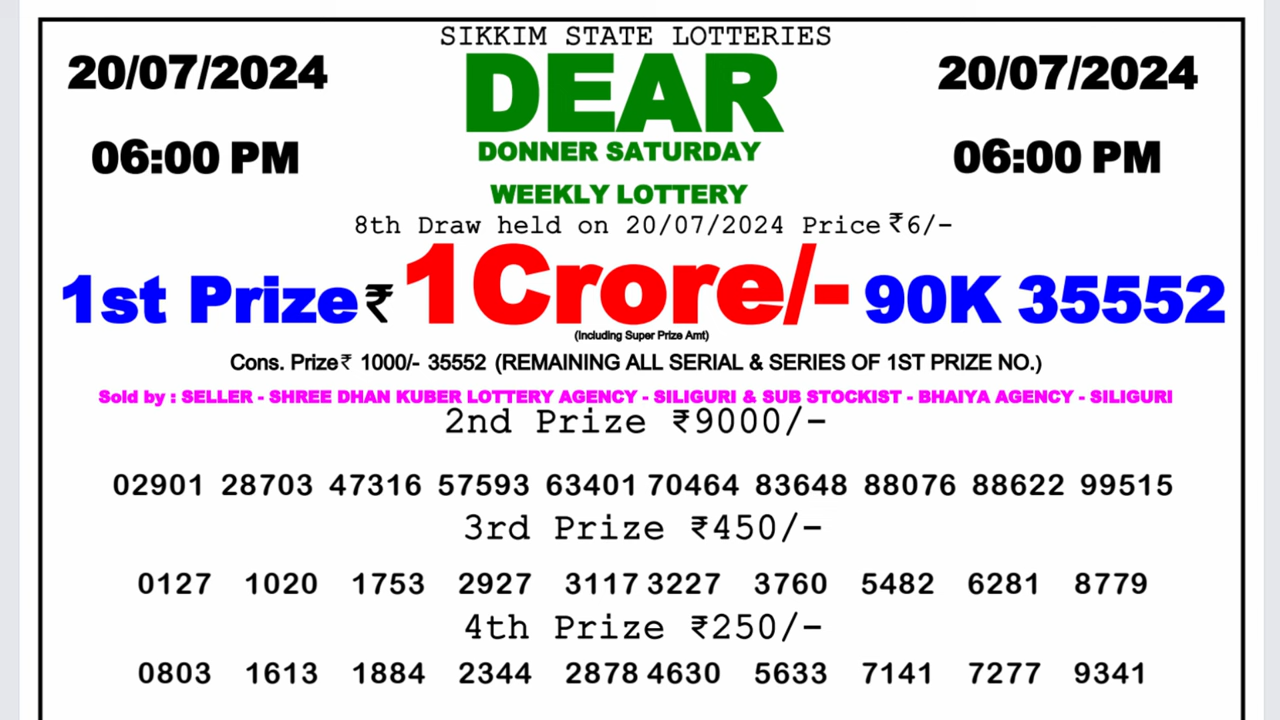 SIKKIM STATE LOTTERIES
20/07/2024 DEAR 20/07/2024
06:00 PM DONNER SATURDAY 06:00 PM
WEEKLY LOTTERY
8th Draw held on 20/07/2024 Price ₹6/-
1st Prize ₹ 1Crore/- 90K 35552
(Including Super Prize Amt)
Cons. Prize ₹ 1000/- 35552 (REMAINING ALL SERIAL & SERIES OF 1ST PRIZE NO.)
Sold by : SELLER - SHREE DHAN KUBER LOTTERY AGENCY - SILIGURI & SUB STOCKIST - BHAIYA AGENCY - SILIGURI
2nd Prize ₹9000/-
02901 28703 47316 57593 63401 70464 83648 88076 88622 99515
3rd Prize ₹450/-
0127 1020 1753 2927 3117 3227 3760 5482 6281 8779
4th Prize ₹250/-
0803 1613 1884 2344 2878 4630 5633 7141 7277 9341